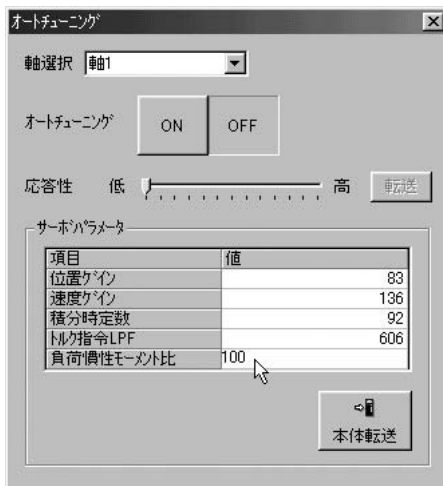 オートチューニング
軸選択 軸1
オートチューニング ON OFF
応答性 低 高 転送
サーボパラメータ
項目 値
位置ゲイン 83
速度ゲイン 136
積分時定数 92
トルク指令LPF 606
負荷慣性モーメント比 100
本体転送